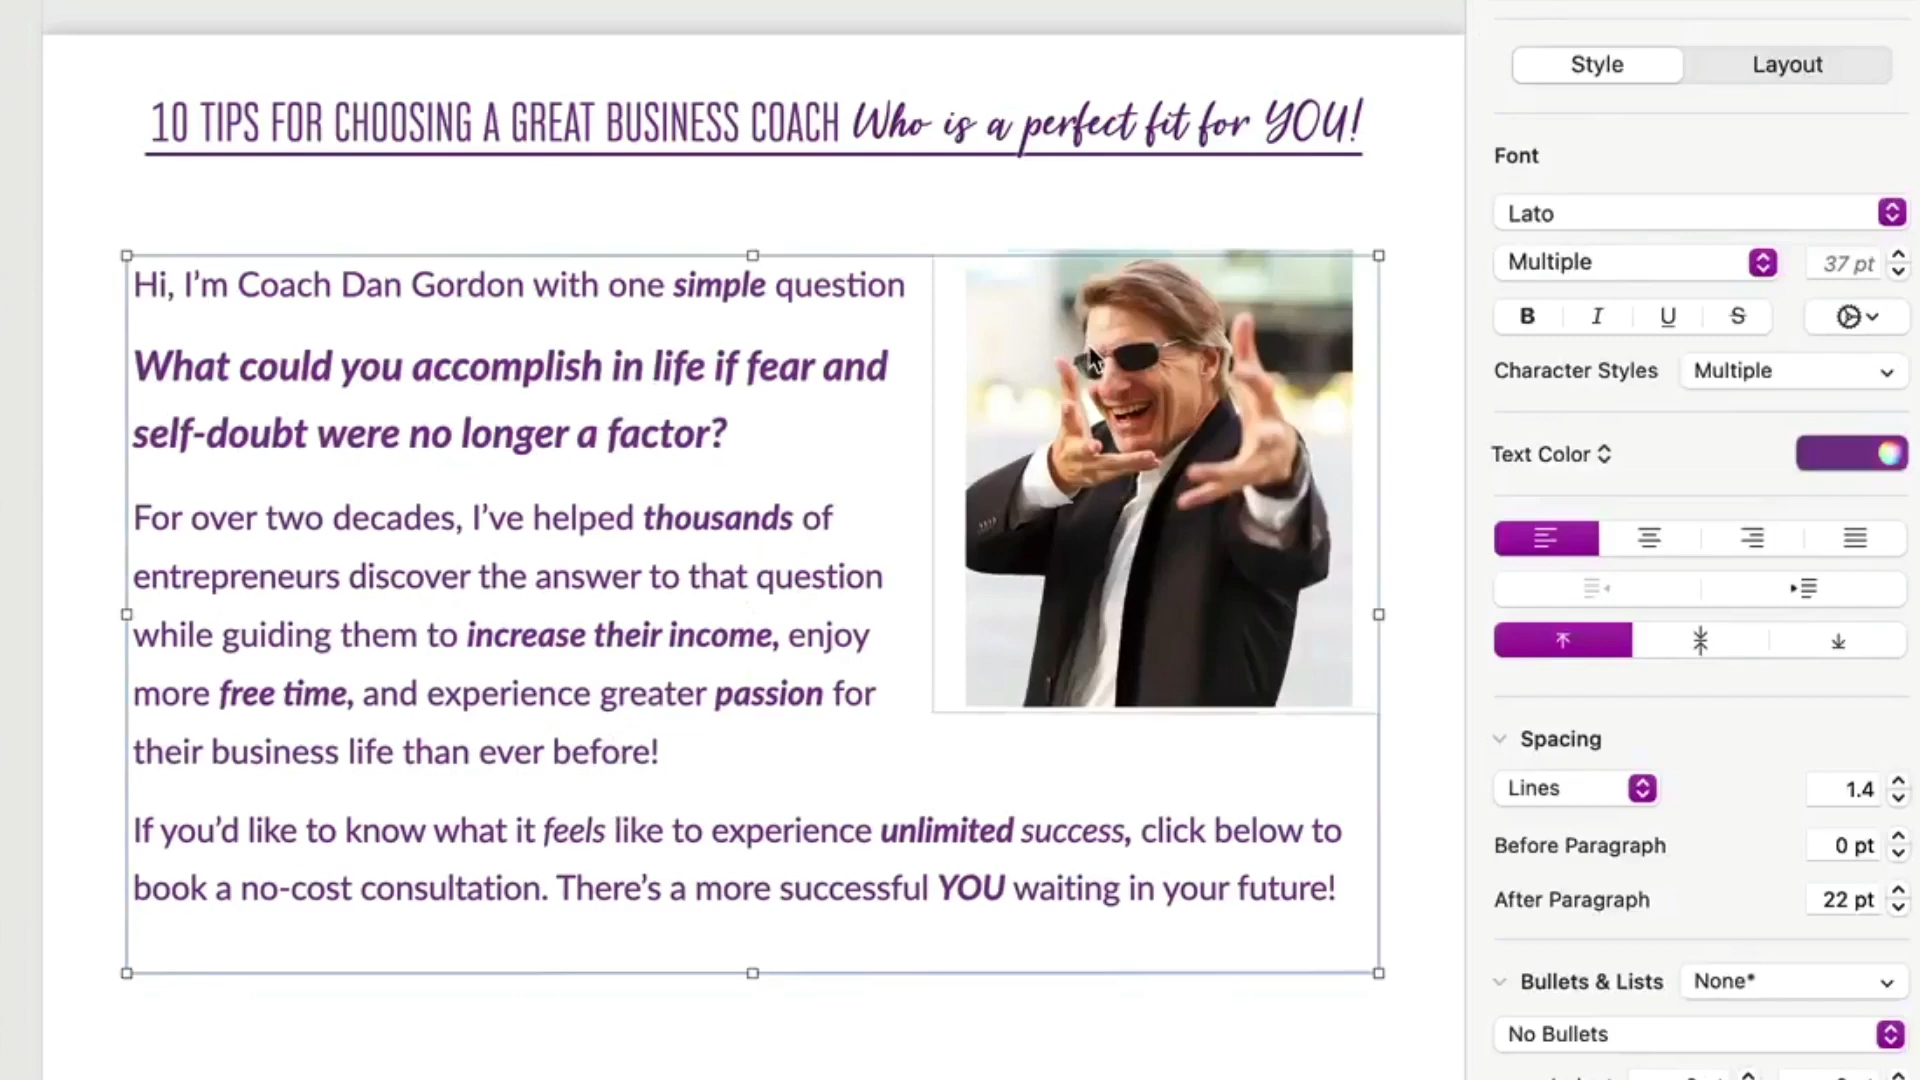 10 TIPS FOR CHOOSING A GREAT BUSINESS COACH Who is a perfect fit for YOU!
Hi, I’m Coach Dan Gordon with one simple question
What could you accomplish in life if fear and
self-doubt were no longer a factor?
For over two decades, I’ve helped thousands of
entrepreneurs discover the answer to that question
while guiding them to increase their income, enjoy
more free time, and experience greater passion for
their business life than ever before!
If you’d like to know what it feels like to experience unlimited success, click below to
book a no-cost consultation. There’s a more successful YOU waiting in your future!
Style Layout
Font
Lato
Multiple 37 pt
B I U S
Character Styles Multiple
Text Color
Spacing
Lines 1.4
Before Paragraph 0 pt
After Paragraph 22 pt
Bullets & Lists None*
No Bullets